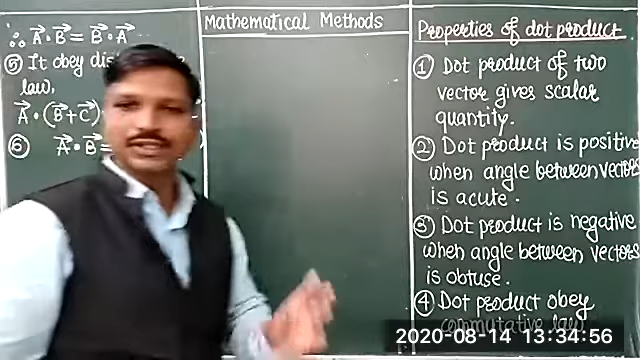 ∴ A⃗·B⃗ = B⃗·A⃗
⑤ It obey
law.
A⃗·(B⃗+C⃗)
⑥ A⃗·B⃗ =
Mathematical Methods
Properties of dot product
① Dot product of two
vector gives scalar
quantity.
② Dot product is positive
when angle between vectors
is acute.
③ Dot product is negative
when angle between vectors
is obtuse.
④ Dot product obey
commutative law
2020-08-14 13:34:56